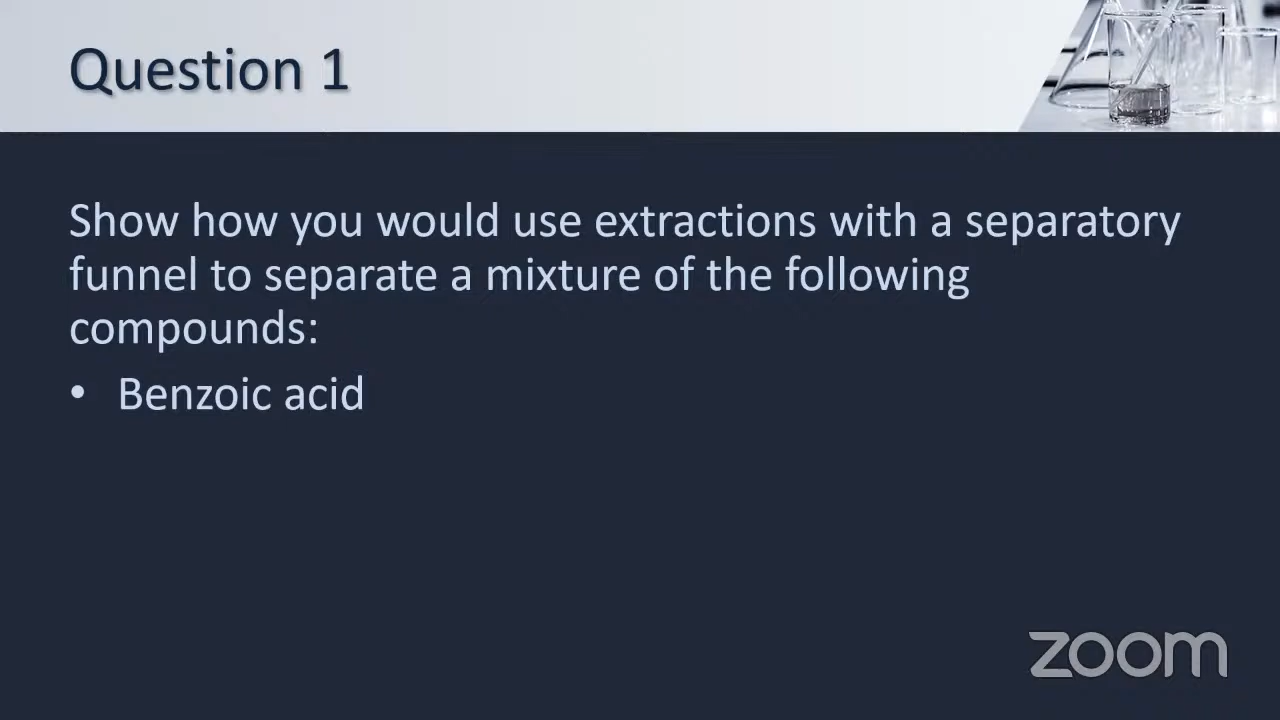 Question 1
Show how you would use extractions with a separatory
funnel to separate a mixture of the following
compounds:
• Benzoic acid
zoom